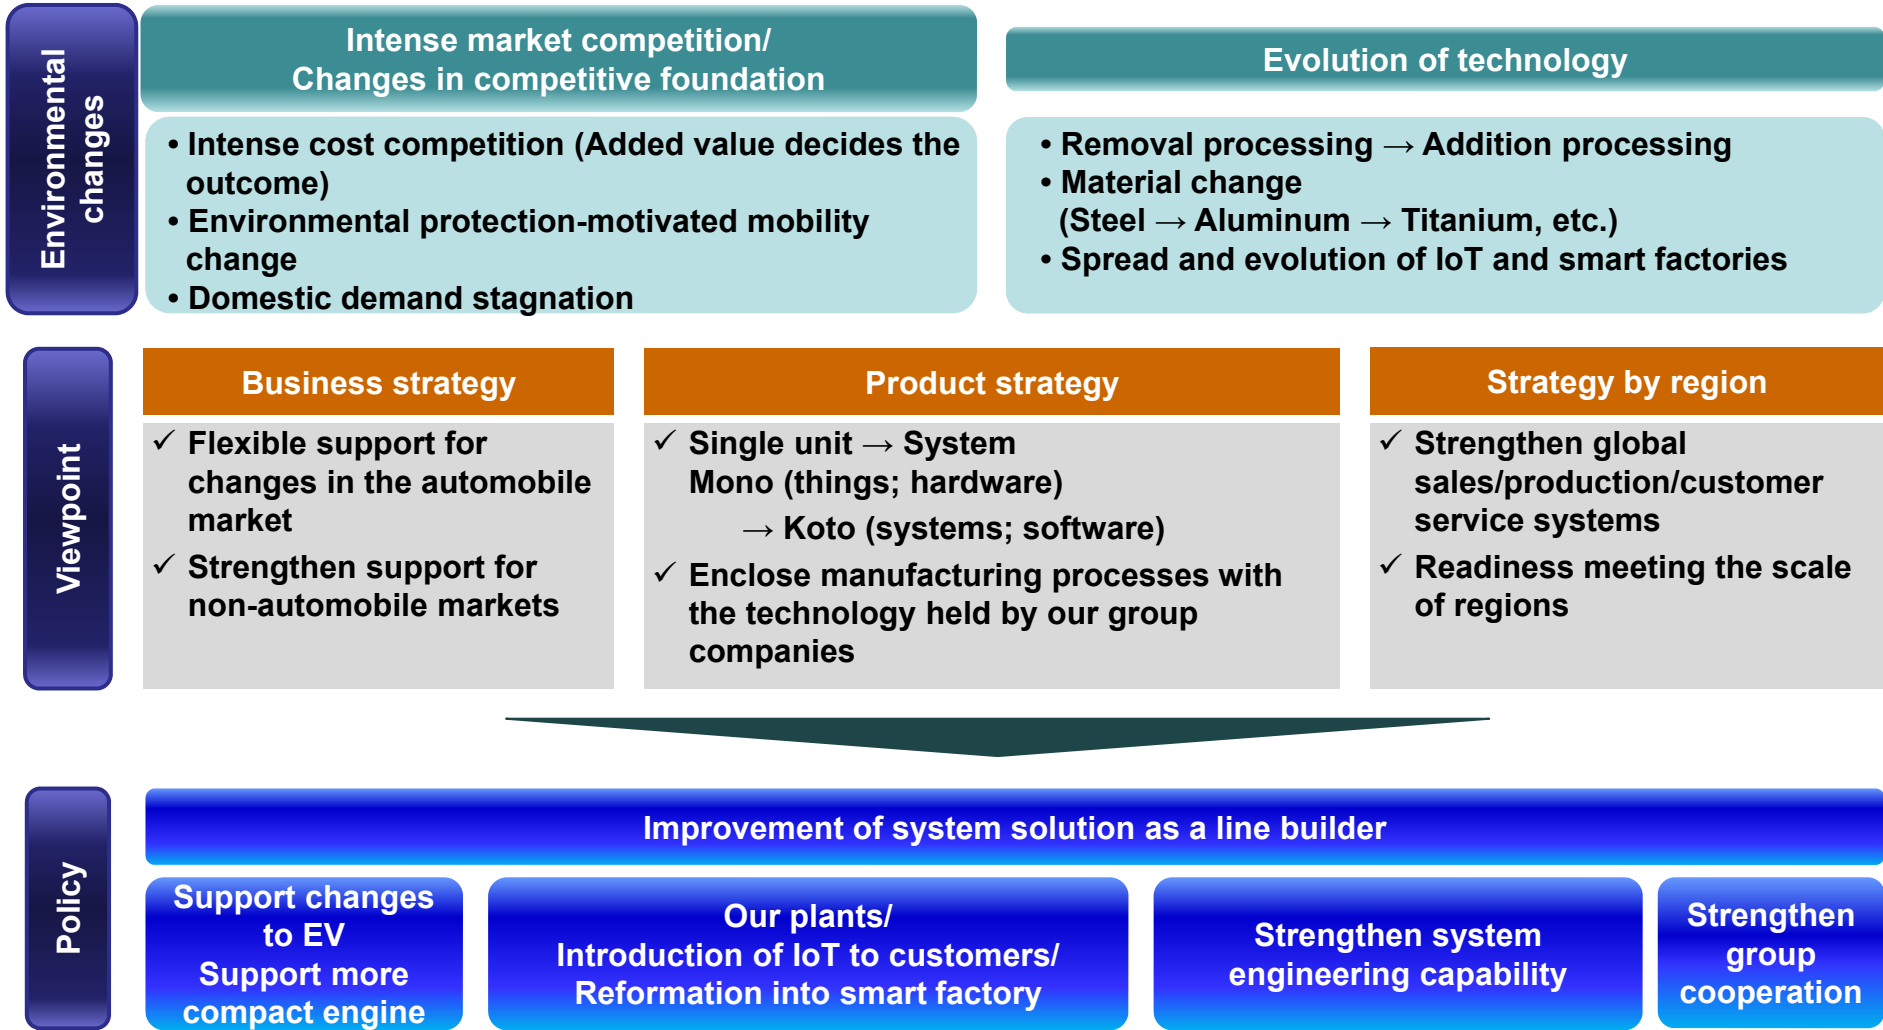 Environmental
changes
Intense market competition/
Changes in competitive foundation
• Intense cost competition (Added value decides the
outcome)
• Environmental protection-motivated mobility
change
• Domestic demand stagnation
Evolution of technology
• Removal processing → Addition processing
• Material change
(Steel → Aluminum → Titanium, etc.)
• Spread and evolution of IoT and smart factories
Viewpoint
Business strategy
✓ Flexible support for
changes in the automobile
market
✓ Strengthen support for
non-automobile markets
Product strategy
✓ Single unit → System
Mono (things; hardware)
→ Koto (systems; software)
✓ Enclose manufacturing processes with
the technology held by our group
companies
Strategy by region
✓ Strengthen global
sales/production/customer
service systems
✓ Readiness meeting the scale
of regions
Policy
Improvement of system solution as a line builder
Support changes
to EV
Support more
compact engine
Our plants/
Introduction of IoT to customers/
Reformation into smart factory
Strengthen system
engineering capability
Strengthen
group
cooperation